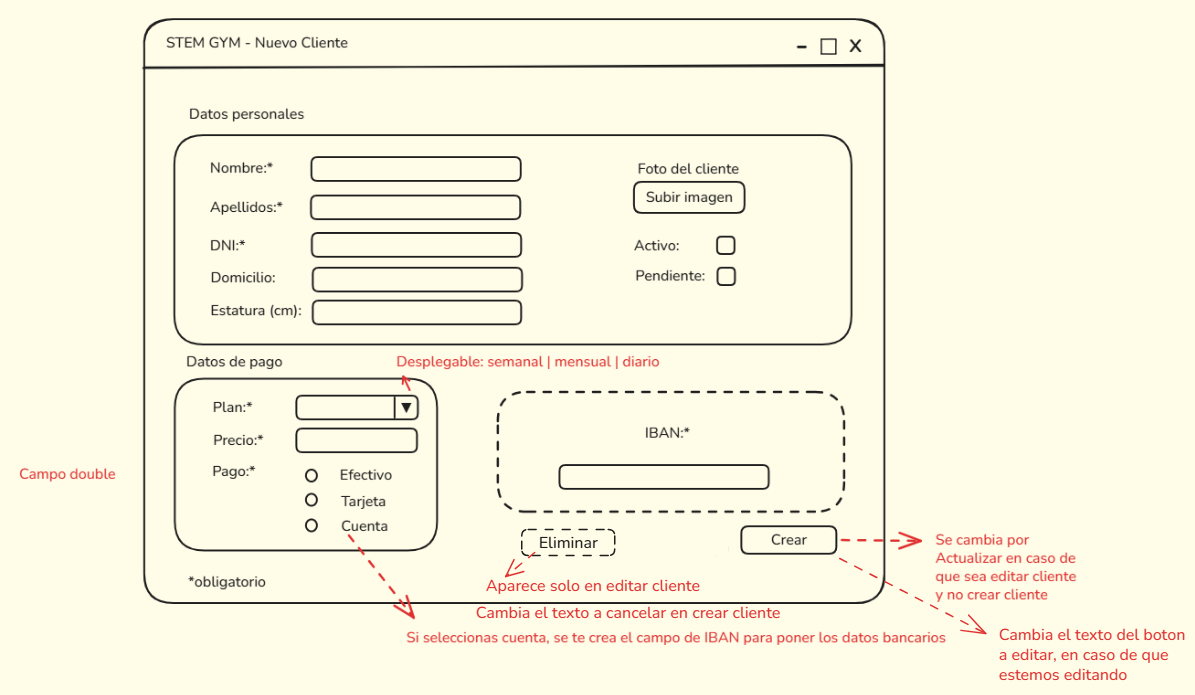 STEM GYM - Nuevo Cliente
– □ X
Datos personales
Nombre:*
Apellidos:*
DNI:*
Domicilio:
Estatura (cm):
Foto del cliente
Subir imagen
Activo:
Pendiente:
Datos de pago
Desplegable: semanal | mensual | diario
Plan:*
Precio:*
Campo double
Pago:*
Efectivo
Tarjeta
Cuenta
IBAN:*
Eliminar
Crear
*obligatorio
Aparece solo en editar cliente
Cambia el texto a cancelar en crear cliente
Si seleccionas cuenta, se te crea el campo de IBAN para poner los datos bancarios
Se cambia por
Actualizar en caso de
que sea editar cliente
y no crear cliente
Cambia el texto del boton
a editar, en caso de que
estemos editando